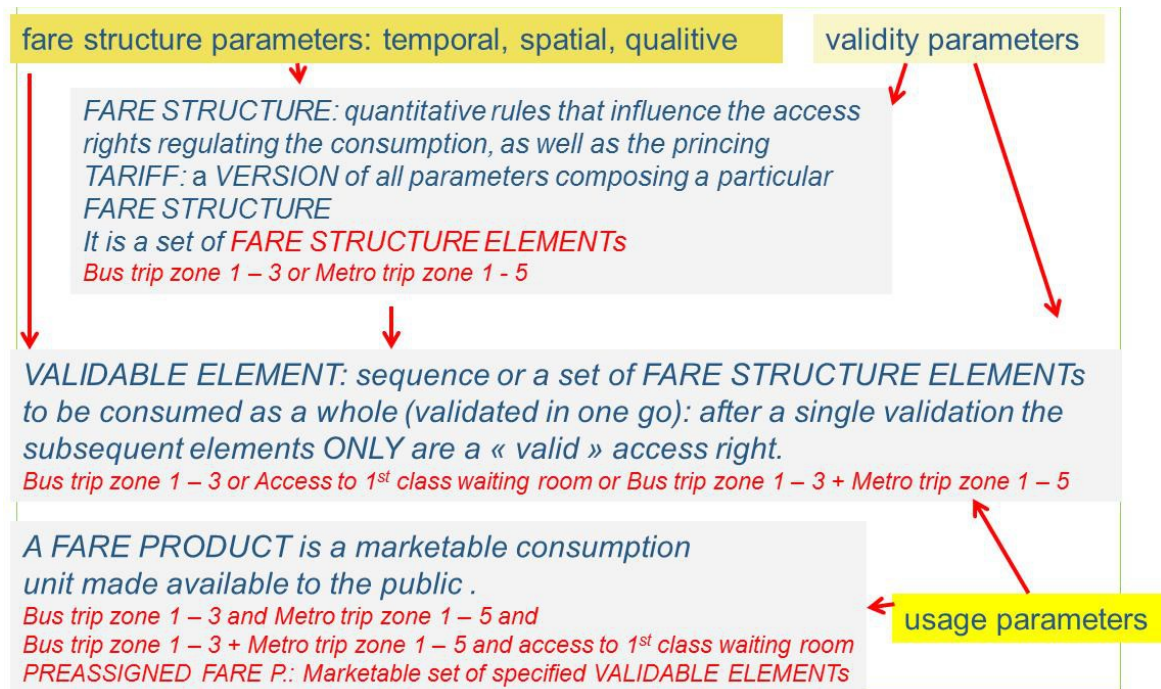 fare structure parameters: temporal, spatial, qualitive
validity parameters
FARE STRUCTURE: quantitative rules that influence the access
rights regulating the consumption, as well as the princing
TARIFF: a VERSION of all parameters composing a particular
FARE STRUCTURE
It is a set of FARE STRUCTURE ELEMENTs
Bus trip zone 1 – 3 or Metro trip zone 1 - 5
VALIDABLE ELEMENT: sequence or a set of FARE STRUCTURE ELEMENTs
to be consumed as a whole (validated in one go): after a single validation the
subsequent elements ONLY are a « valid » access right.
Bus trip zone 1 – 3 or Access to 1st class waiting room or Bus trip zone 1 – 3 + Metro trip zone 1 – 5
A FARE PRODUCT is a marketable consumption
unit made available to the public .
Bus trip zone 1 – 3 and Metro trip zone 1 – 5 and
Bus trip zone 1 – 3 + Metro trip zone 1 – 5 and access to 1st class waiting room
PREASSIGNED FARE P.: Marketable set of specified VALIDABLE ELEMENTs
usage parameters